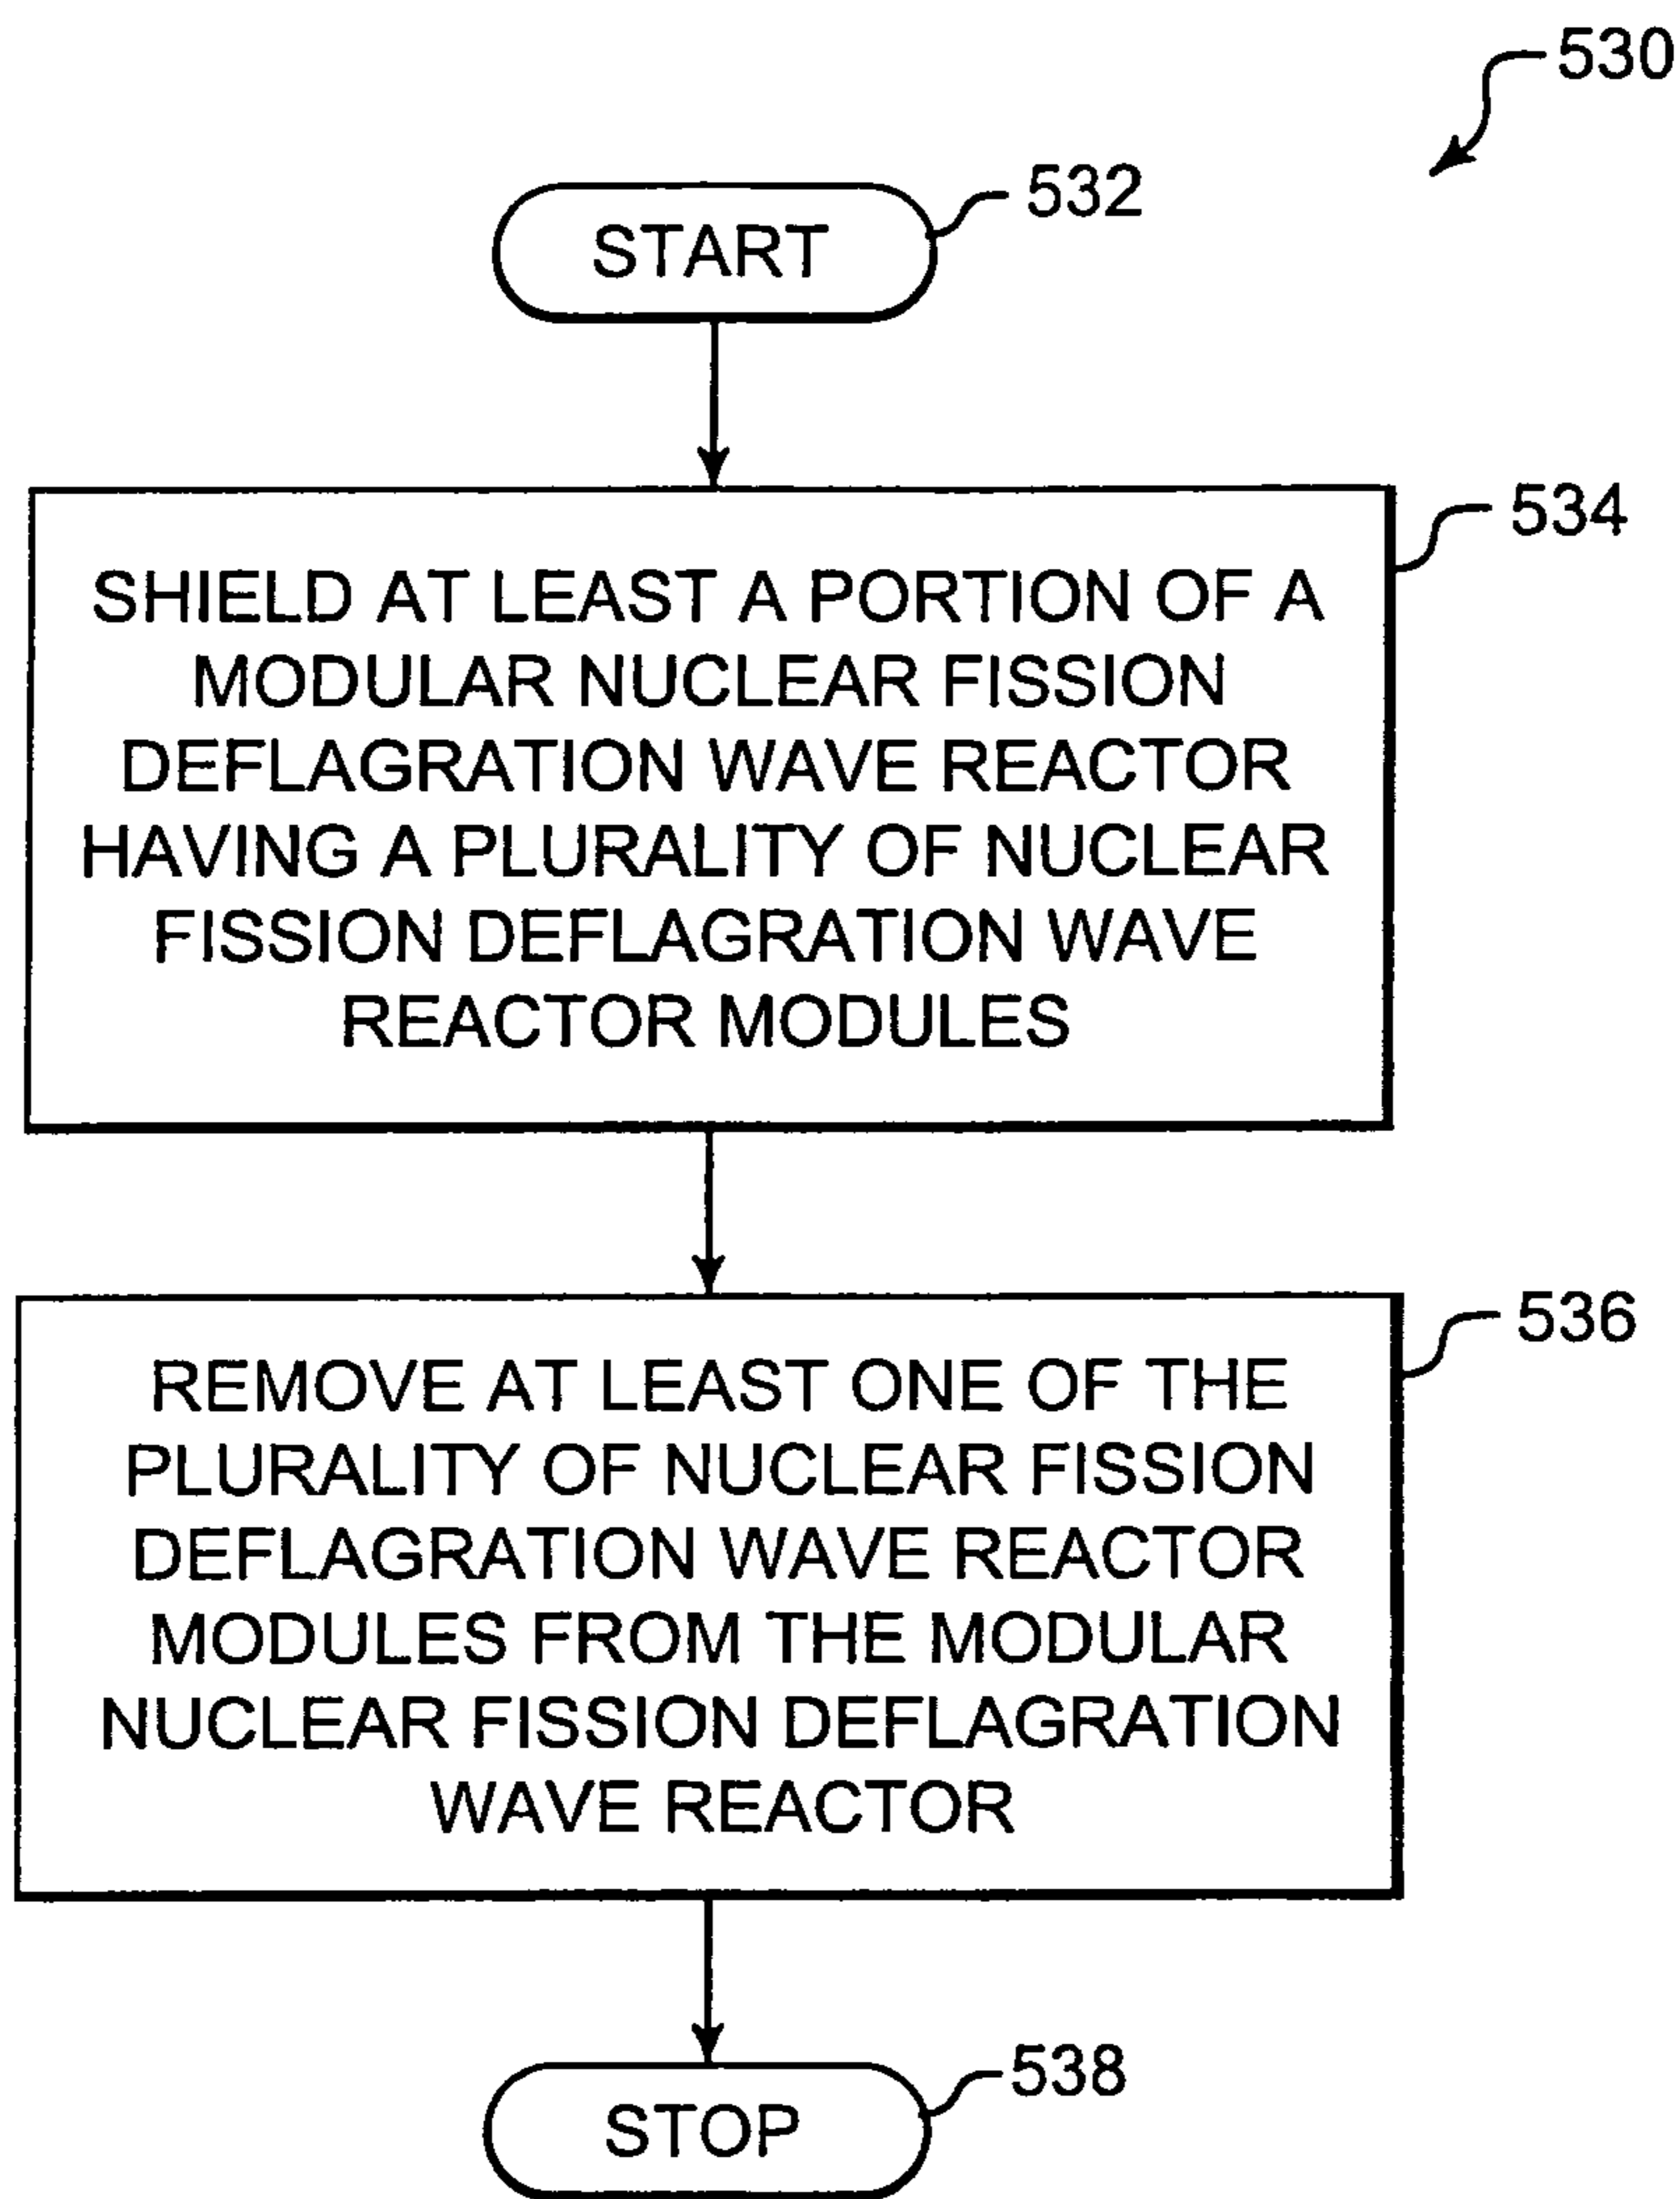 530
532
START
534
SHIELD AT LEAST A PORTION OF A
MODULAR NUCLEAR FISSION
DEFLAGRATION WAVE REACTOR
HAVING A PLURALITY OF NUCLEAR
FISSION DEFLAGRATION WAVE
REACTOR MODULES
536
REMOVE AT LEAST ONE OF THE
PLURALITY OF NUCLEAR FISSION
DEFLAGRATION WAVE REACTOR
MODULES FROM THE MODULAR
NUCLEAR FISSION DEFLAGRATION
WAVE REACTOR
538
STOP